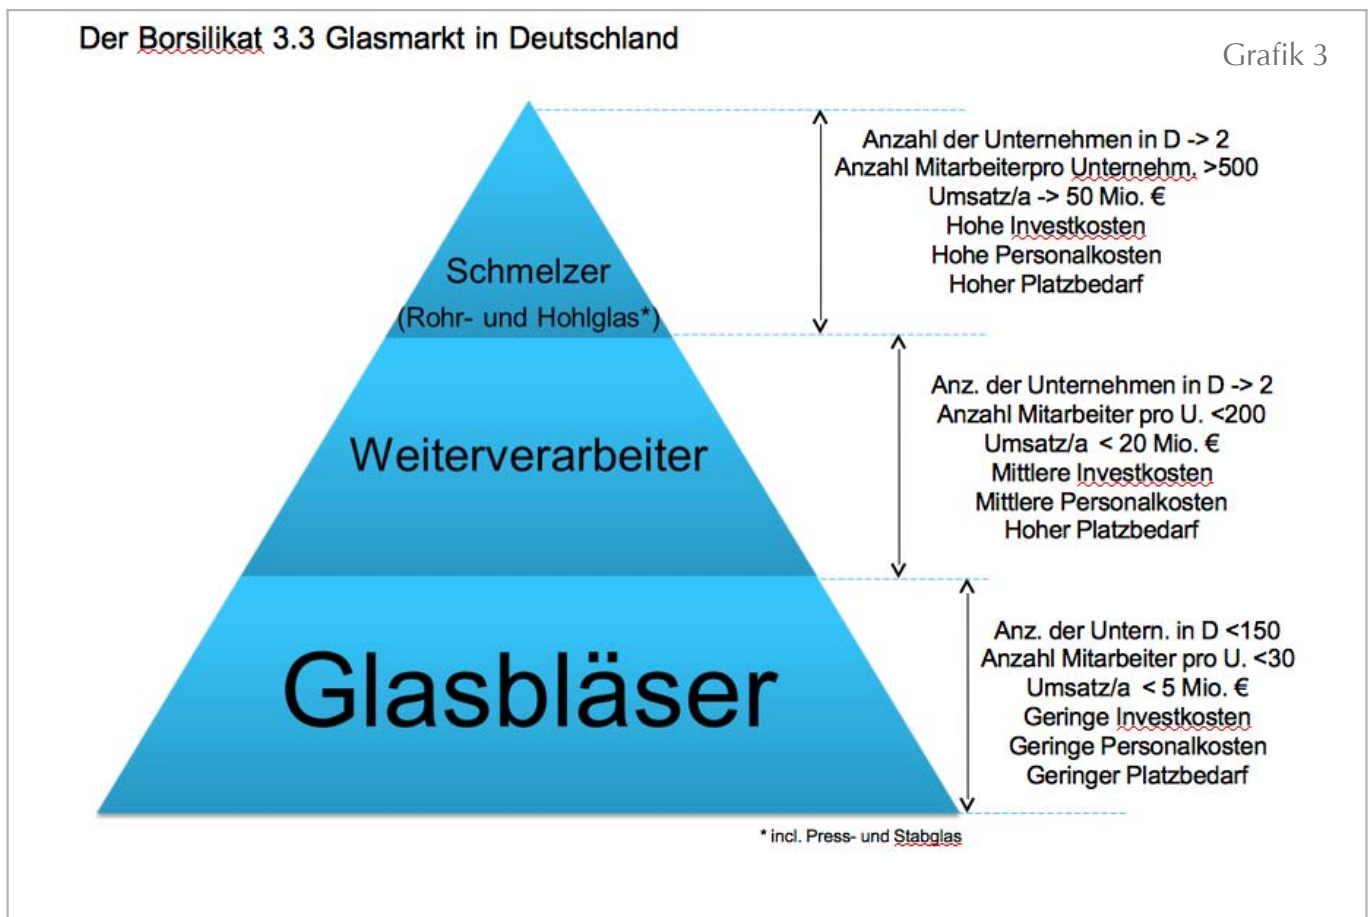 Der Borsilikat 3.3 Glasmarkt in Deutschland
Grafik 3
Schmelzer
(Rohr- und Hohlglas*)
Weiterverarbeiter
Glasbläser
Anzahl der Unternehmen in D -> 2
Anzahl Mitarbeiterpro Unternehm. >500
Umsatz/a -> 50 Mio. €
Hohe Investkosten
Hohe Personalkosten
Hoher Platzbedarf
Anz. der Unternehmen in D -> 2
Anzahl Mitarbeiter pro U. <200
Umsatz/a < 20 Mio. €
Mittlere Investkosten
Mittlere Personalkosten
Hoher Platzbedarf
Anz. der Untern. in D <150
Anzahl Mitarbeiter pro U. <30
Umsatz/a < 5 Mio. €
Geringe Investkosten
Geringe Personalkosten
Geringer Platzbedarf
* incl. Press- und Stabglas